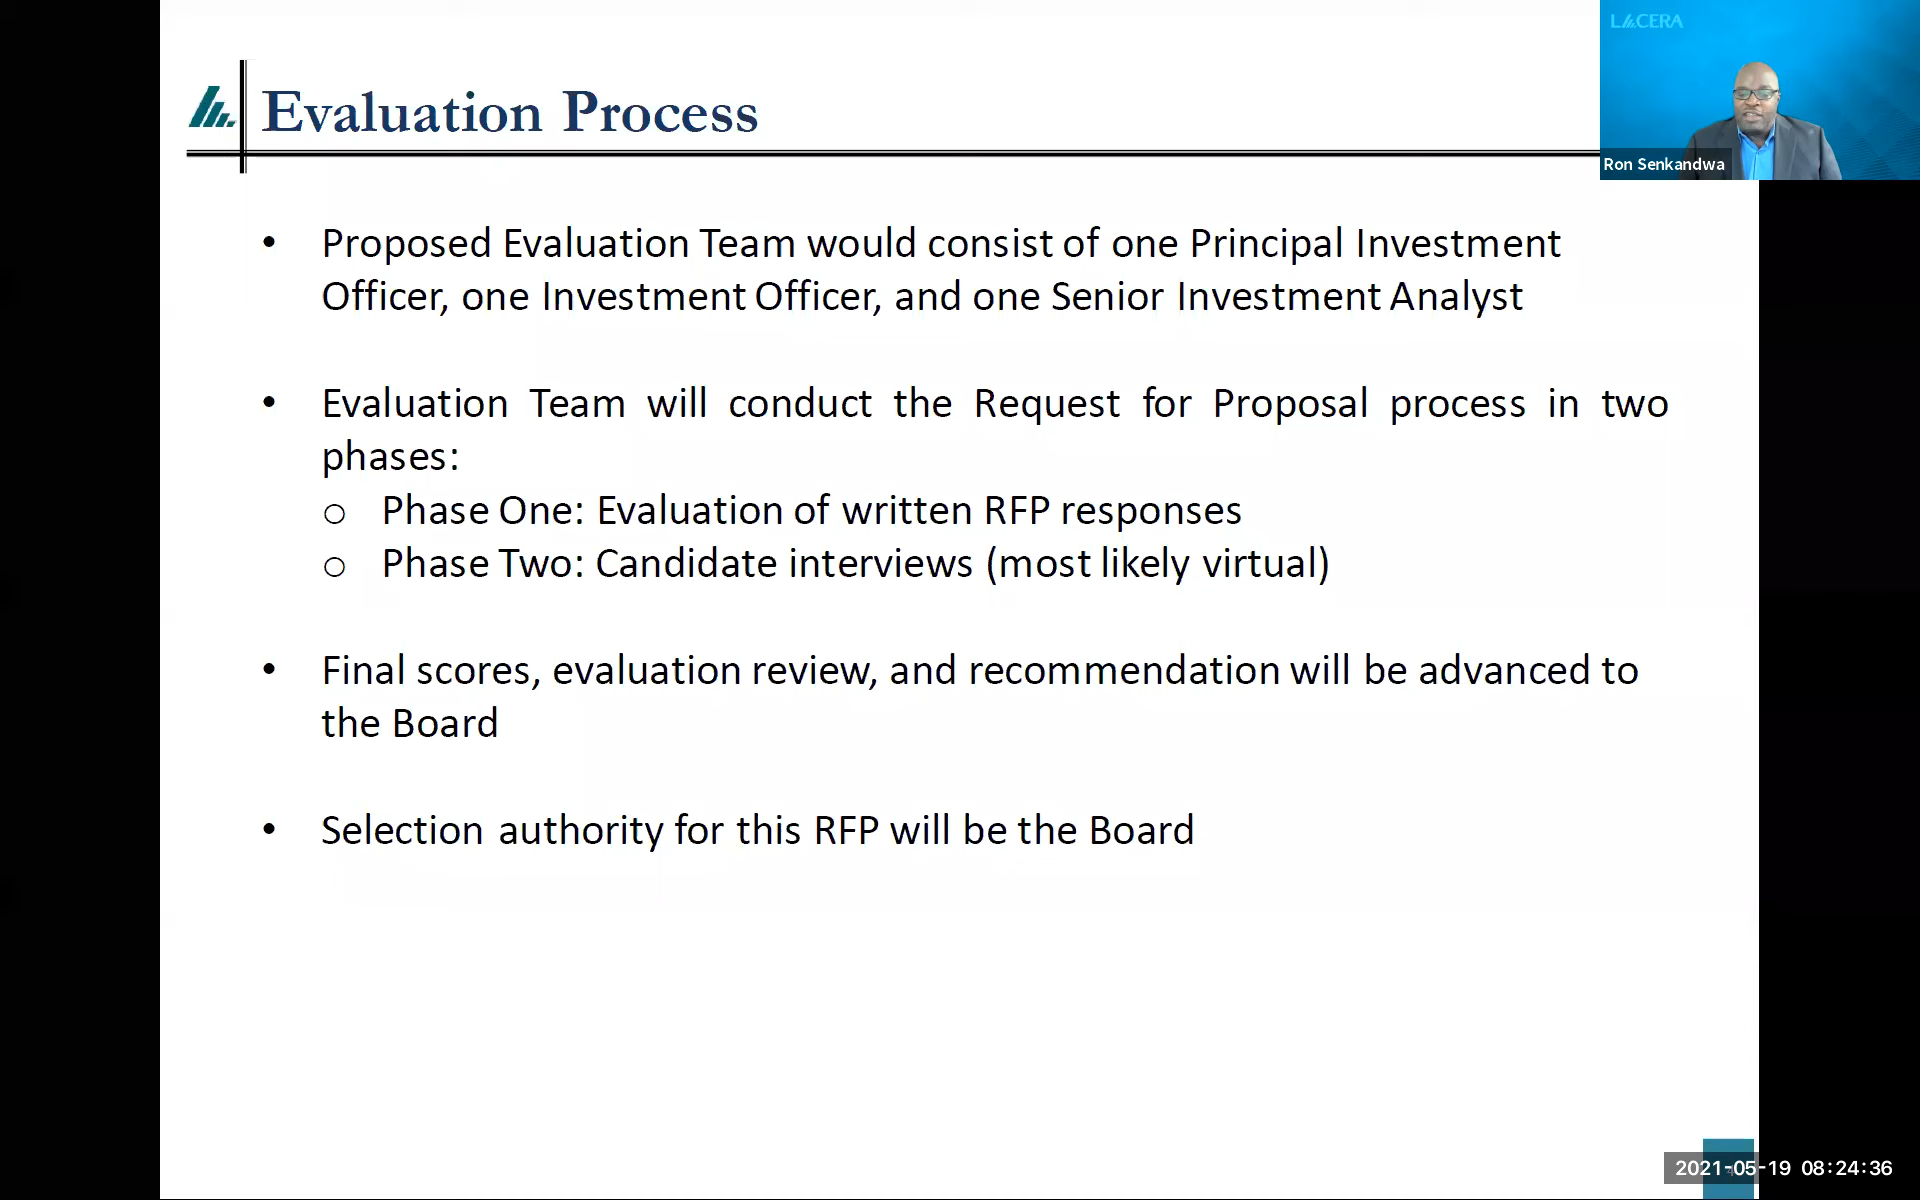 LACERA
Evaluation Process
Ron Senkandwa
• Proposed Evaluation Team would consist of one Principal Investment
Officer, one Investment Officer, and one Senior Investment Analyst
• Evaluation Team will conduct the Request for Proposal process in two
phases:
o Phase One: Evaluation of written RFP responses
o Phase Two: Candidate interviews (most likely virtual)
• Final scores, evaluation review, and recommendation will be advanced to
the Board
• Selection authority for this RFP will be the Board
2021-05-19 08:24:36